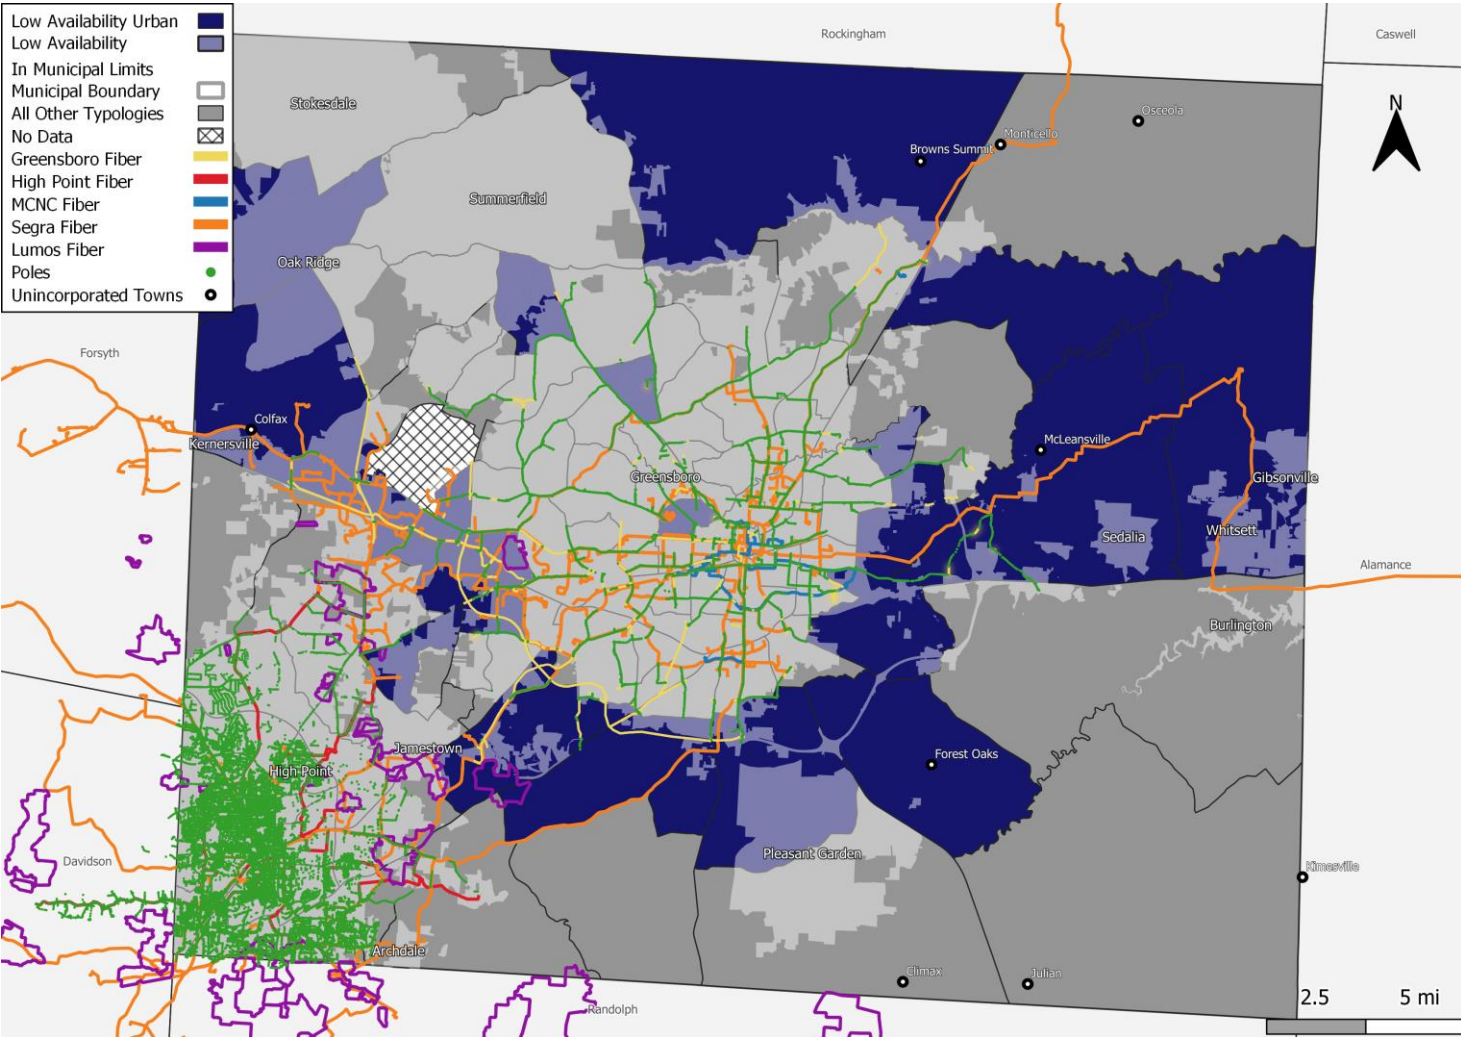 Low Availability Urban
Low Availability
In Municipal Limits
Municipal Boundary
All Other Typologies
No Data
Greensboro Fiber
High Point Fiber
MCNC Fiber
Segra Fiber
Lumos Fiber
Poles
Unincorporated Towns
Rockingham
Caswell
N
Stokesdale
Osceola
Monticello
Browns Summit
Summerfield
Oak Ridge
Forsyth
Colfax
Kernersville
McLeansville
Greensboro
Gibsonville
Whitsett
Sedalia
Alamance
Burlington
Jamestown
Forest Oaks
High Point
Pleasant Garden
Davidson
Kimesville
Archdale
Climax
Julian
Randolph
2.5 5 mi